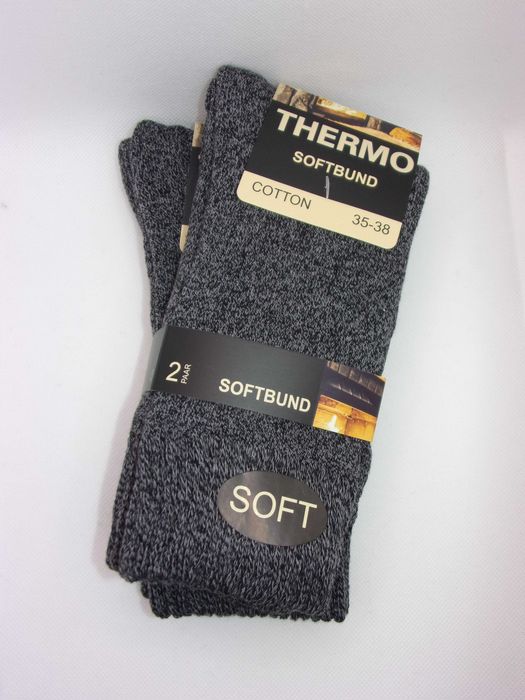 THERMO
SOFTBUND
COTTON
35-38
2 PAAR
SOFTBUND
SOFT